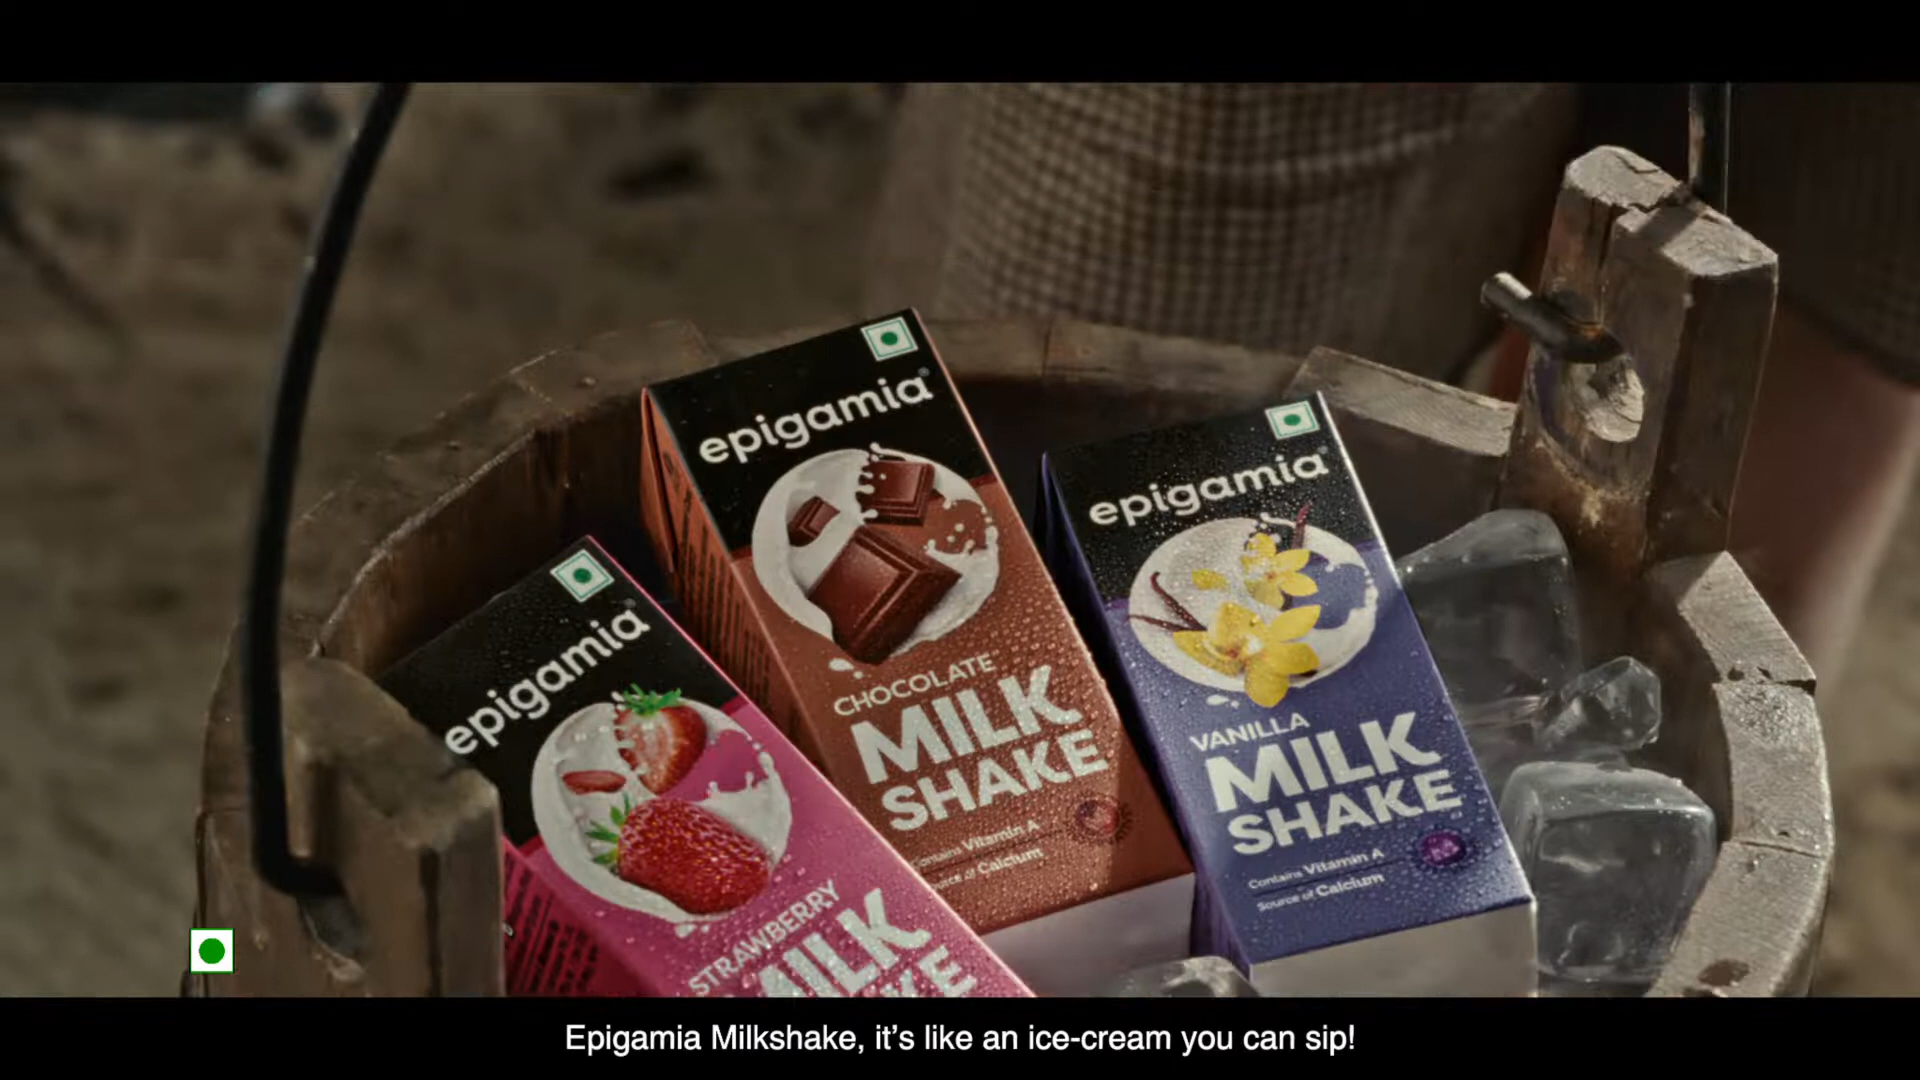 epigamia
CHOCOLATE
MILK
SHAKE
Contains Vitamin A
Source of Calcium
epigamia
VANILLA
MILK
SHAKE
Contains Vitamin A
Source of Calcium
epigamia
STRAWBERRY
MILK
Epigamia Milkshake, it's like an ice-cream you can sip!